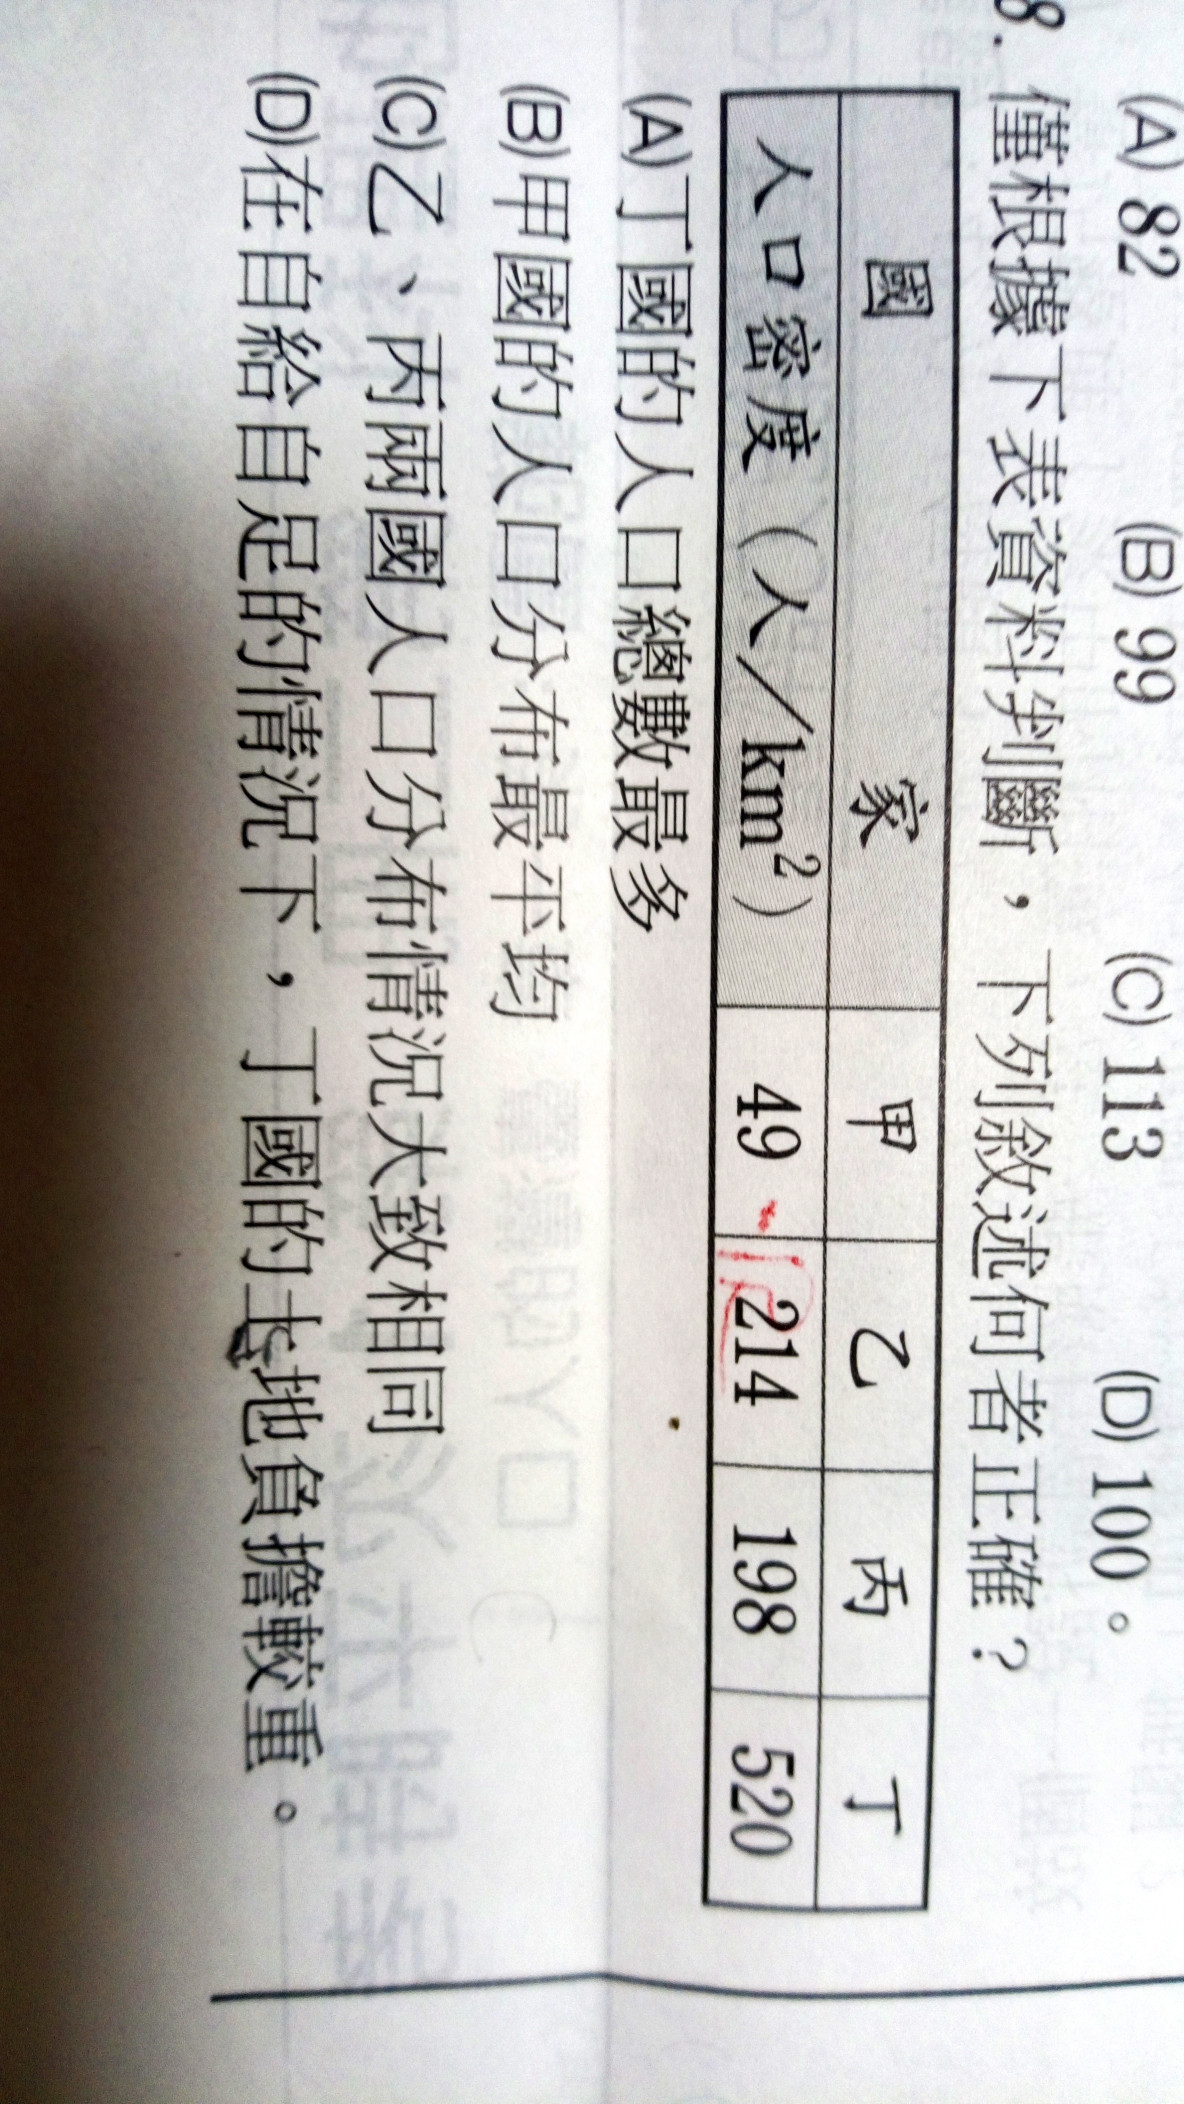 (A) 82 (B) 99 (C) 113 (D) 100。
8. 僅根據下表資料判斷，下列敘述何者正確？
國家 甲 乙 丙 丁
人口密度（人／km²） 49 214 198 520
(A)丁國的人口總數最多
(B)甲國的人口分布最平均
(C)乙、丙兩國人口分布情況大致相同
(D)在自給自足的情況下，丁國的土地負擔較重。